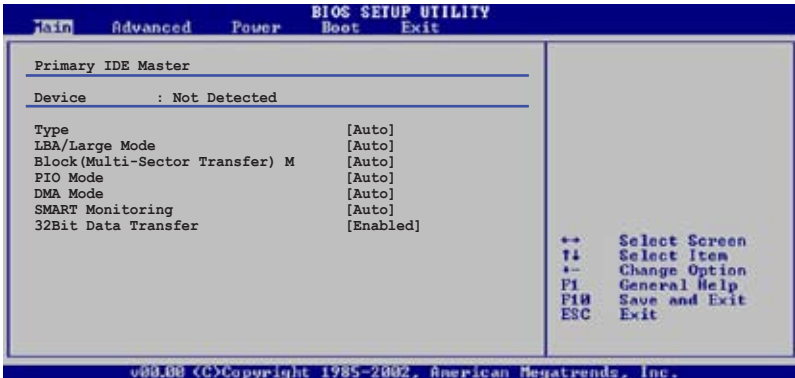 BIOS SETUP UTILITY
Main Advanced Power Boot Exit
Primary IDE Master
Device : Not Detected
Type [Auto]
LBA/Large Mode [Auto]
Block(Multi-Sector Transfer) M [Auto]
PIO Mode [Auto]
DMA Mode [Auto]
SMART Monitoring [Auto]
32Bit Data Transfer [Enabled]
↔ Select Screen
↑↓ Select Item
+- Change Option
F1 General Help
F10 Save and Exit
ESC Exit
v00.00 (C)Copyright 1985-2002, American Megatrends, Inc.